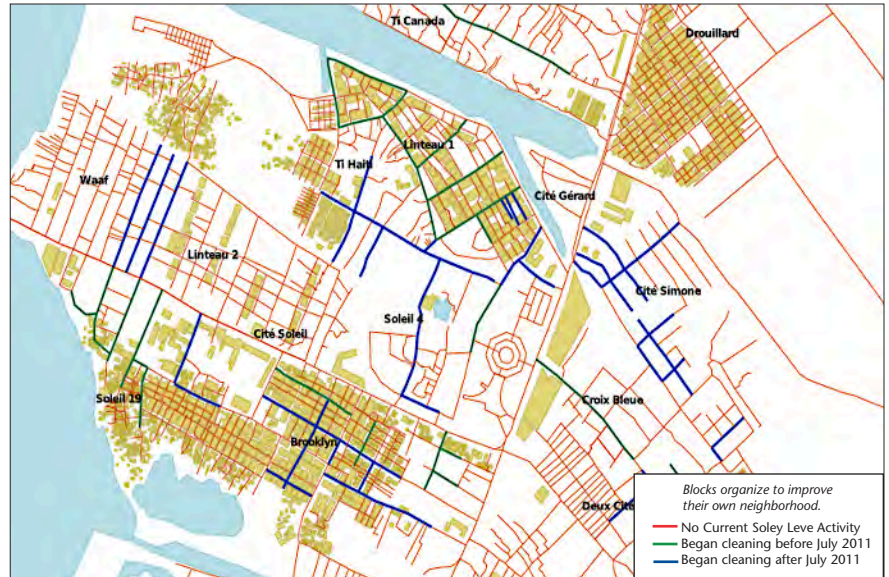 Ti Canada
Drouillard
Linteau 1
Ti Haiti
Waaf
Cité Gérard
Linteau 2
Cité Simone
Soleil 4
Cité Soleil
Soleil 19
Croix Bleue
Brooklyn
Deux Cité
Blocks organize to improve
their own neighborhood.
No Current Soley Leve Activity
Began cleaning before July 2011
Began cleaning after July 2011